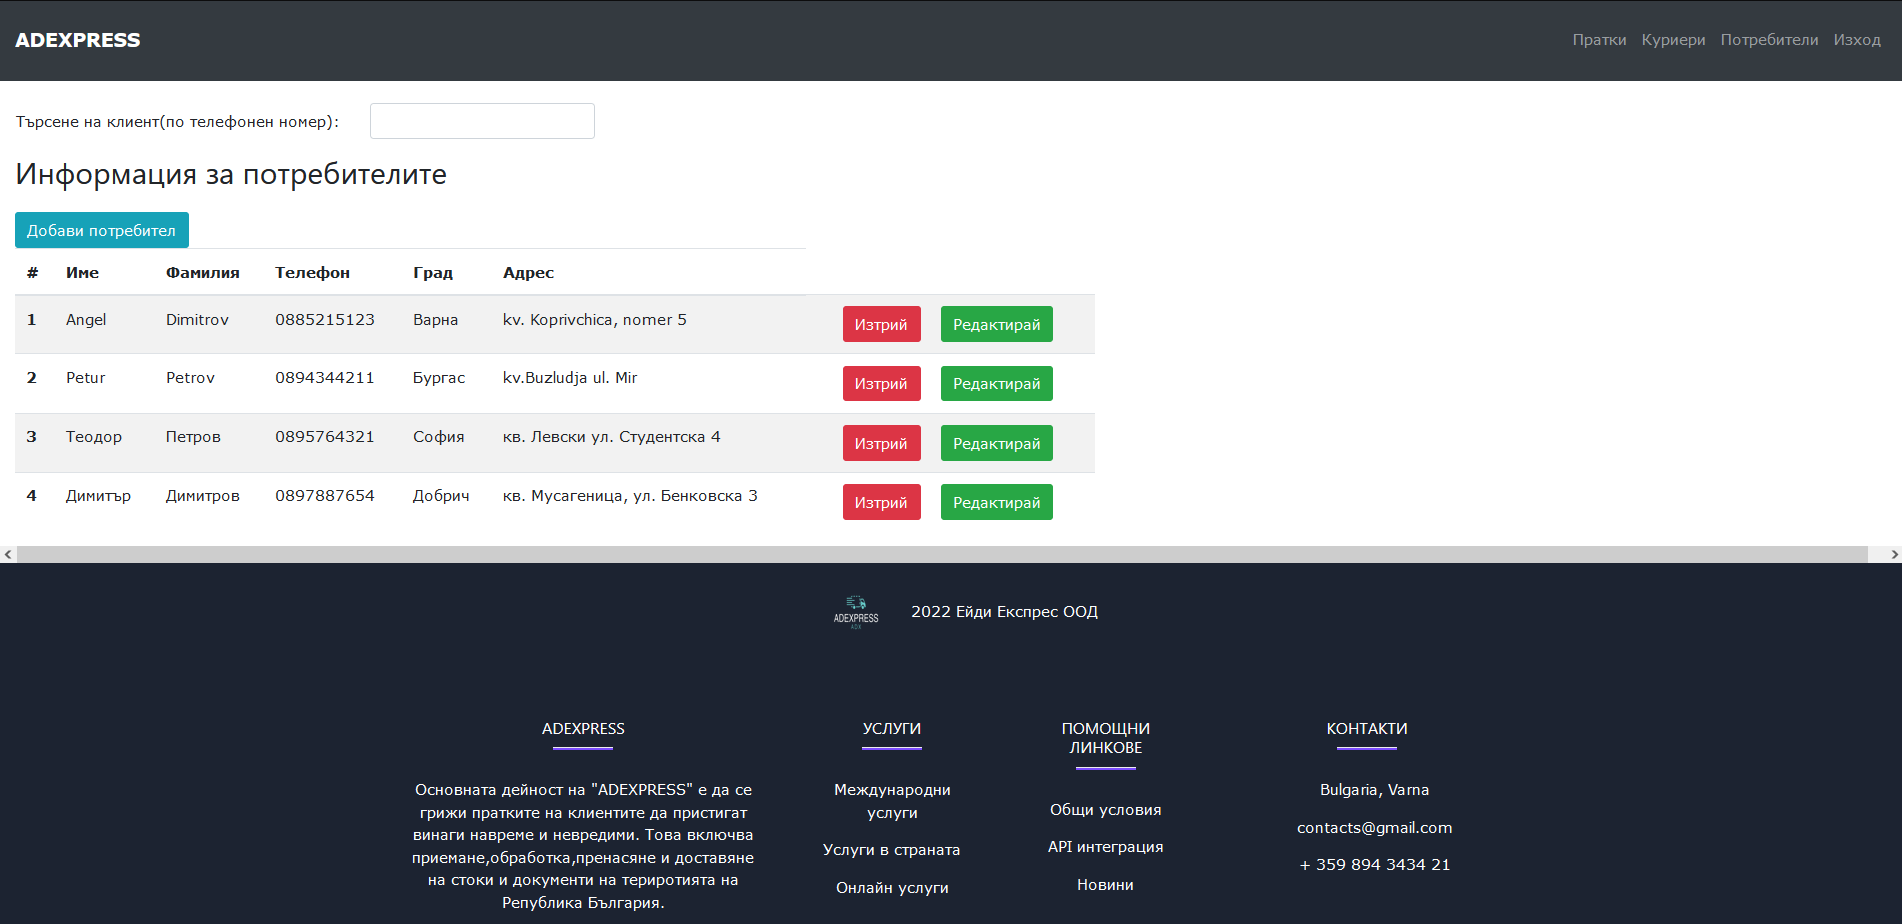 ADEXPRESS Пратки Куриери Потребители Изход
Търсене на клиент(по телефонен номер):
Информация за потребителите
Добави потребител
# Име Фамилия Телефон Град Адрес
1 Angel Dimitrov 0885215123 Варна kv. Koprivchica, nomer 5 Изтрий Редактирай
2 Petur Petrov 0894344211 Бургас kv.Buzludja ul. Mir Изтрий Редактирай
3 Теодор Петров 0895764321 София кв. Левски ул. Студентска 4 Изтрий Редактирай
4 Димитър Димитров 0897887654 Добрич кв. Мусагеница, ул. Бенковска 3 Изтрий Редактирай
ADEXPRESS
ADX
2022 Ейди Експрес ООД
ADEXPRESS
Основната дейност на "ADEXPRESS" е да се
грижи пратките на клиентите да пристигат
винаги навреме и невредими. Това включва
приемане,обработка,пренасяне и доставяне
на стоки и документи на териротията на
Република България.
УСЛУГИ
Международни
услуги
Услуги в страната
Онлайн услуги
ПОМОЩНИ
ЛИНКОВЕ
Общи условия
API интеграция
Новини
КОНТАКТИ
Bulgaria, Varna
contacts@gmail.com
+ 359 894 3434 21